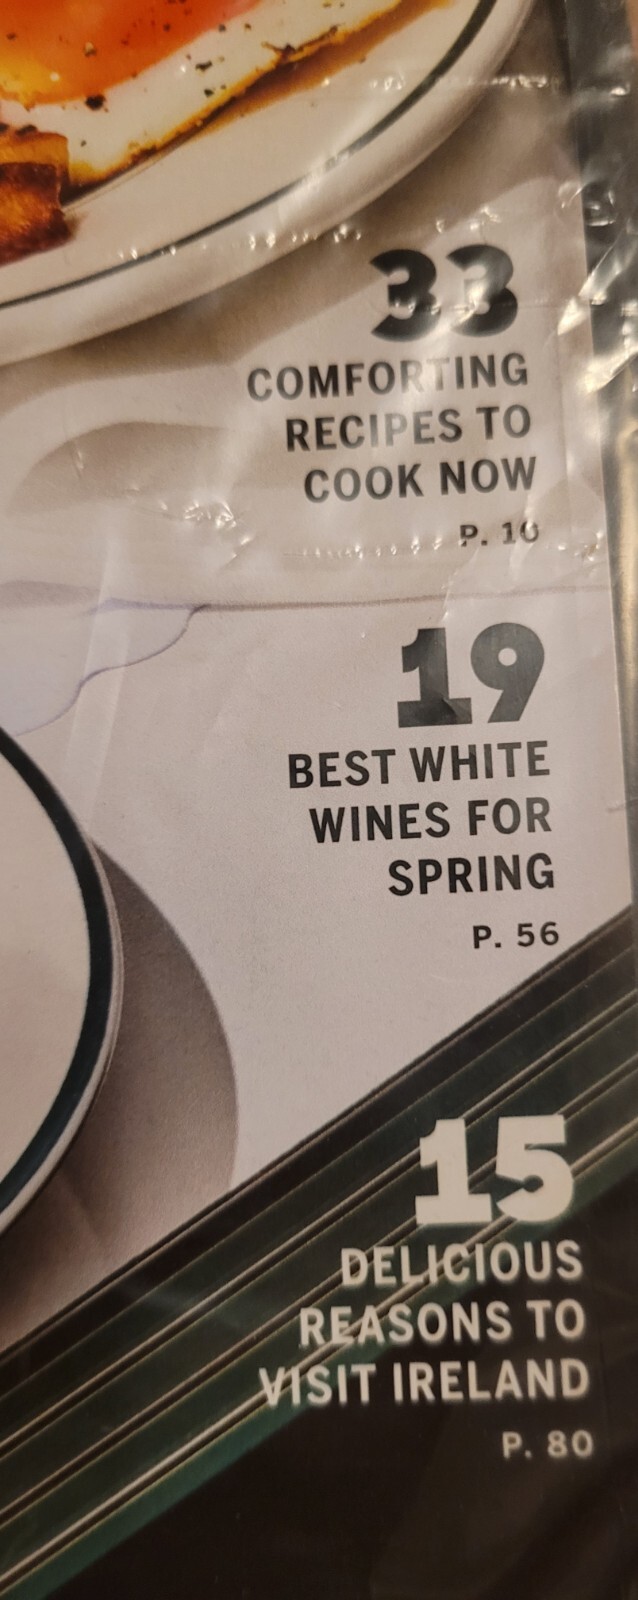 33
COMFORTING
RECIPES TO
COOK NOW
P. 10
19
BEST WHITE
WINES FOR
SPRING
P. 56
15
DELICIOUS
REASONS TO
VISIT IRELAND
P. 80